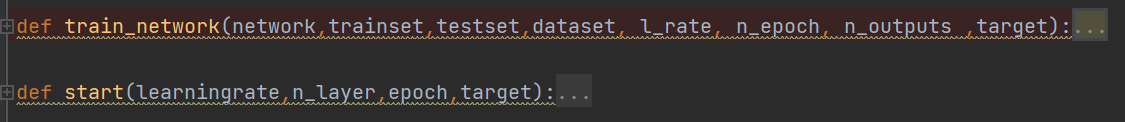 def train_network(network,trainset,testset,dataset, l_rate, n_epoch, n_outputs ,target):...
def start(learningrate,n_layer,epoch,target):...